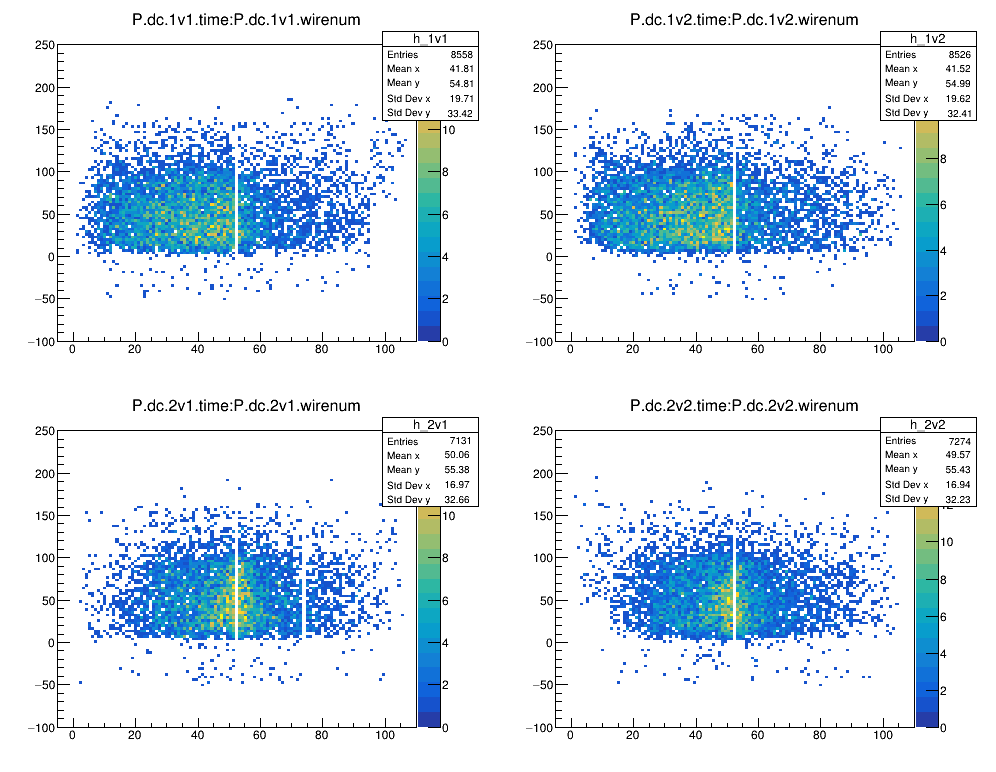 P.dc.1v1.time:P.dc.1v1.wirenum
h_1v1
Entries 8558
Mean x 41.81
Mean y 54.81
Std Dev x 19.71
Std Dev y 33.42
250
200
150
100
50
0
−50
−100
0 20 40 60 80 100
10
8
6
4
2
0
P.dc.1v2.time:P.dc.1v2.wirenum
h_1v2
Entries 8526
Mean x 41.52
Mean y 54.99
Std Dev x 19.62
Std Dev y 32.41
250
200
150
100
50
0
−50
−100
0 20 40 60 80 100
8
6
4
2
0
P.dc.2v1.time:P.dc.2v1.wirenum
h_2v1
Entries 7131
Mean x 50.06
Mean y 55.38
Std Dev x 16.97
Std Dev y 32.66
250
200
150
100
50
0
−50
−100
0 20 40 60 80 100
10
8
6
4
2
0
P.dc.2v2.time:P.dc.2v2.wirenum
h_2v2
Entries 7274
Mean x 49.57
Mean y 55.43
Std Dev x 16.94
Std Dev y 32.23
250
200
150
100
50
0
−50
−100
0 20 40 60 80 100
10
8
6
4
2
0